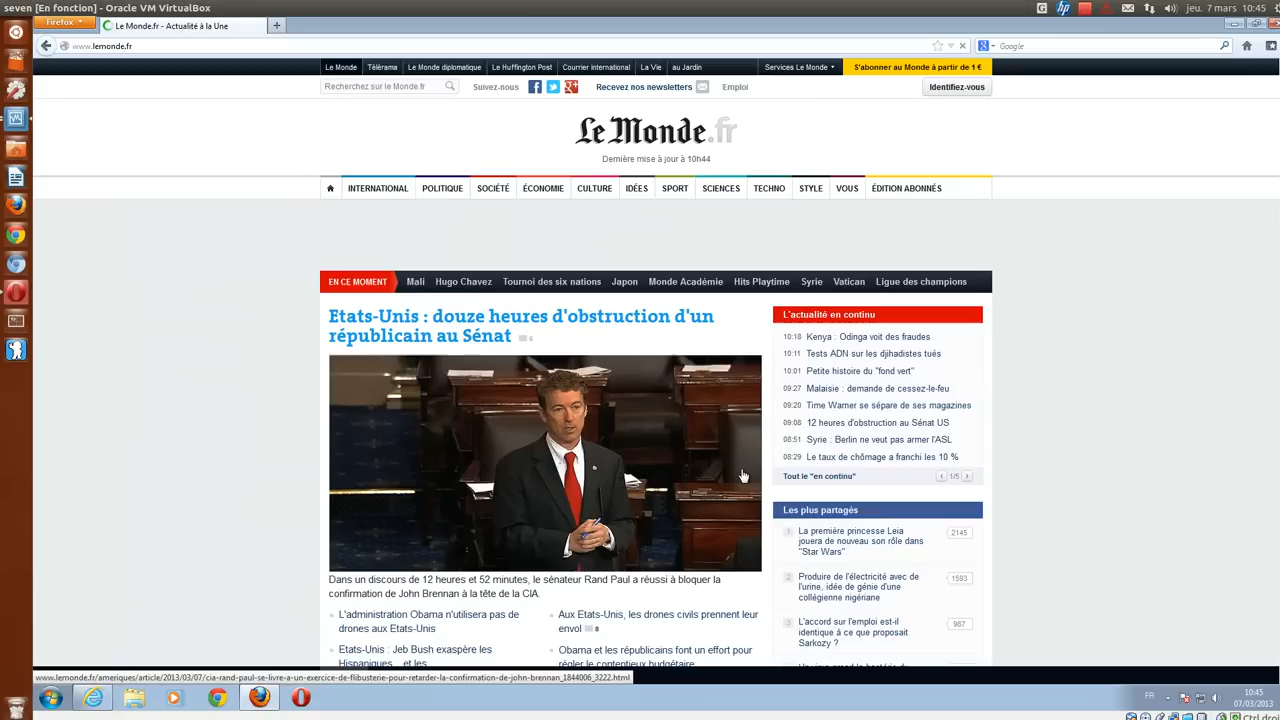 seven [En fonction] - Oracle VM VirtualBox
jeu. 7 mars 10:45
Firefox
Le Monde.fr - Actualité à la Une
www.lemonde.fr
Google
Le Monde
Télérama
Le Monde diplomatique
Le Huffington Post
Courrier international
La Vie
au Jardin
Services Le Monde
S'abonner au Monde à partir de 1 €
Recherchez sur le Monde.fr
Suivez-nous
Recevez nos newsletters
Emploi
Identifiez-vous
Le Monde.fr
Dernière mise à jour à 10h44
INTERNATIONAL
POLITIQUE
SOCIÉTÉ
ÉCONOMIE
CULTURE
IDÉES
SPORT
SCIENCES
TECHNO
STYLE
VOUS
ÉDITION ABONNÉS
EN CE MOMENT
Mali
Hugo Chavez
Tournoi des six nations
Japon
Monde Académie
Hits Playtime
Syrie
Vatican
Ligue des champions
Etats-Unis : douze heures d'obstruction d'un
républicain au Sénat
6
Dans un discours de 12 heures et 52 minutes, le sénateur Rand Paul a réussi à bloquer la
confirmation de John Brennan à la tête de la CIA.
L'administration Obama n'utilisera pas de
drones aux Etats-Unis
Etats-Unis : Jeb Bush exaspère les
Hispaniques... et les
Aux Etats-Unis, les drones civils prennent leur
envol 8
Obama et les républicains font un effort pour
régler le contentieux budgétaire
L'actualité en continu
10:18 Kenya : Odinga voit des fraudes
10:11 Tests ADN sur les djihadistes tués
10:01 Petite histoire du "fond vert"
09:27 Malaisie : demande de cessez-le-feu
09:20 Time Warner se sépare de ses magazines
09:08 12 heures d'obstruction au Sénat US
08:51 Syrie : Berlin ne veut pas armer l'ASL
08:29 Le taux de chômage a franchi les 10 %
Tout le "en continu"
1/5
Les plus partagés
1 La première princesse Leia
jouera de nouveau son rôle dans
"Star Wars"
2145
2 Produire de l'électricité avec de
l'urine, idée de génie d'une
collégienne nigériane
1593
3 L'accord sur l'emploi est-il
identique à ce que proposait
Sarkozy ?
987
www.lemonde.fr/ameriques/article/2013/03/07/cia-rand-paul-se-livre-a-un-exercice-de-flibusterie-pour-retarder-la-confirmation-de-john-brennan_1844006_3222.html
FR
10:45
07/03/2013
Ctrl droit